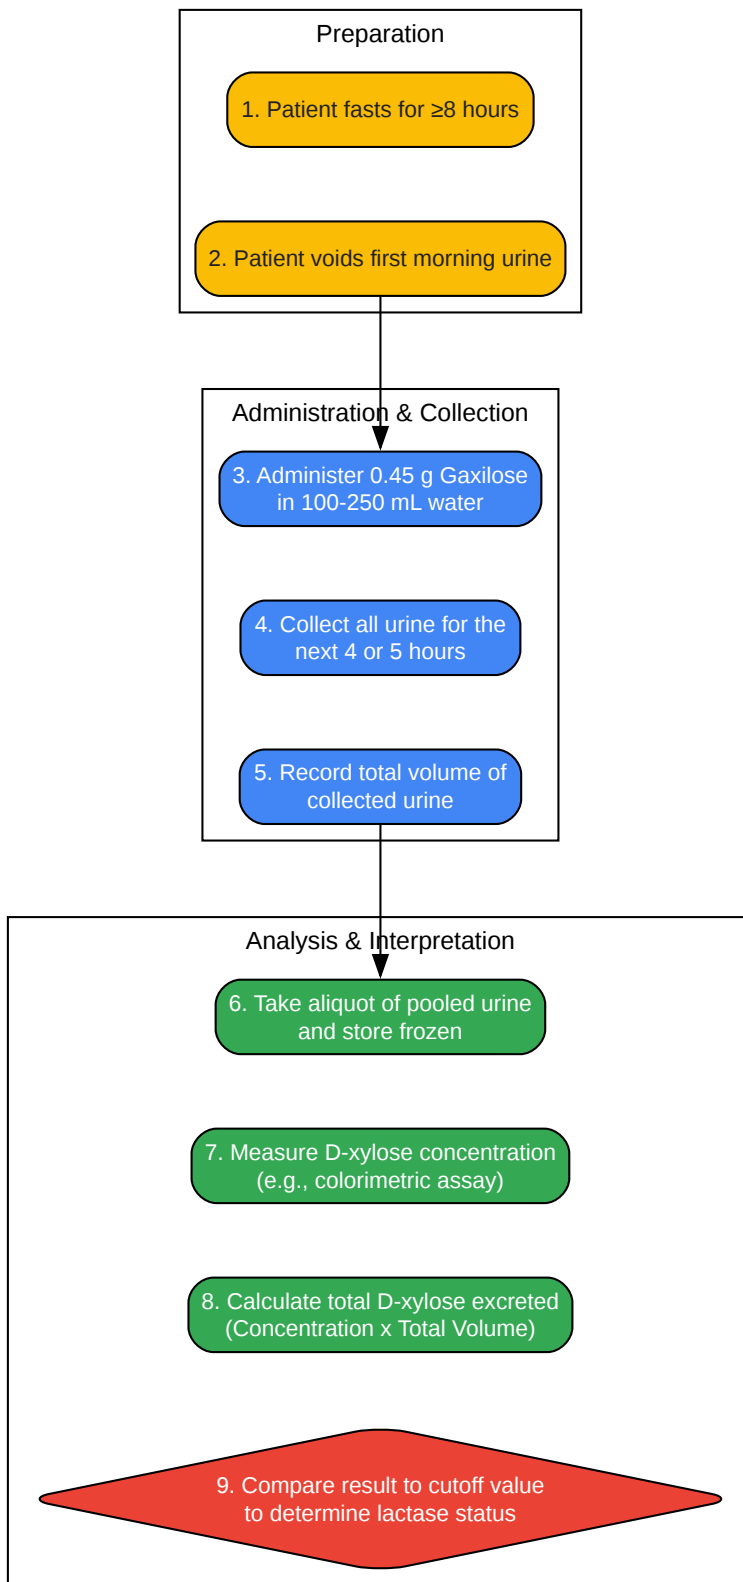 Preparation
1. Patient fasts for ≥8 hours
2. Patient voids first morning urine
Administration & Collection
3. Administer 0.45 g Gaxilose
in 100-250 mL water
4. Collect all urine for the
next 4 or 5 hours
5. Record total volume of
collected urine
Analysis & Interpretation
6. Take aliquot of pooled urine
and store frozen
7. Measure D-xylose concentration
(e.g., colorimetric assay)
8. Calculate total D-xylose excreted
(Concentration x Total Volume)
9. Compare result to cutoff value
to determine lactase status